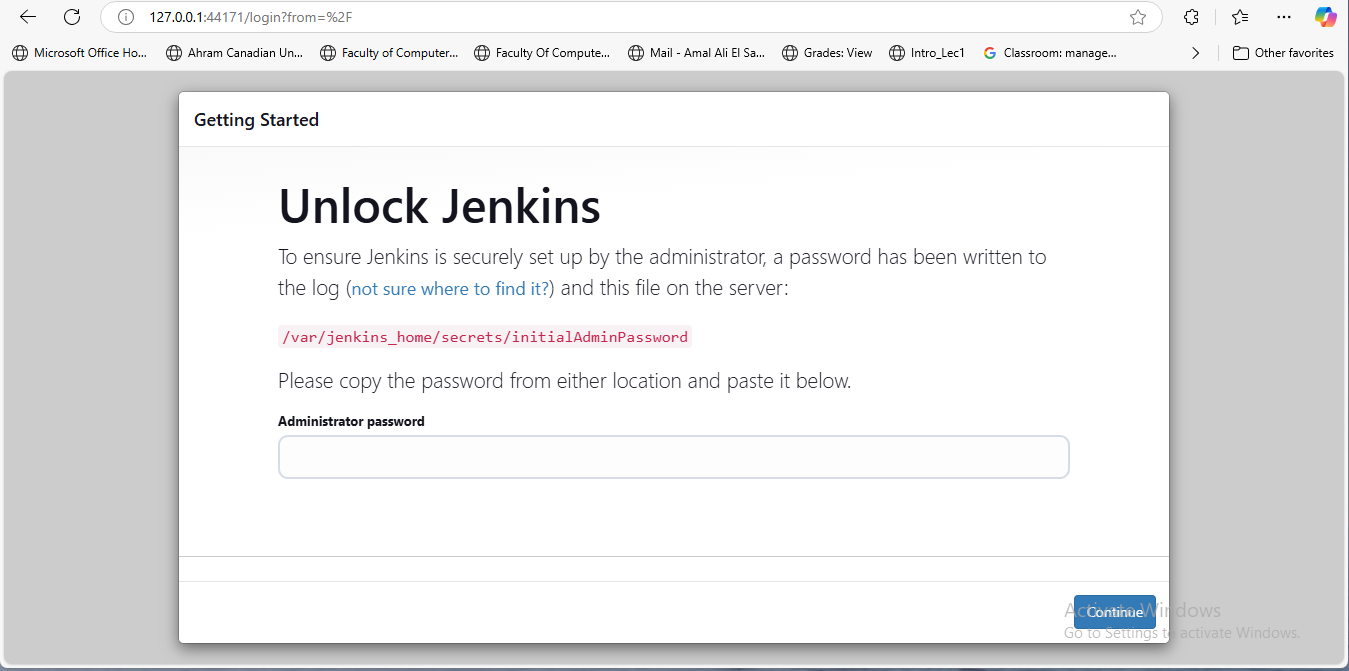 127.0.0.1:44171/login?from=%2F
Microsoft Office Ho...
Ahram Canadian Un...
Faculty of Computer...
Faculty Of Compute...
Mail - Amal Ali El Sa...
Grades: View
Intro_Lec1
Classroom: manage...
Other favorites
Getting Started
Unlock Jenkins
To ensure Jenkins is securely set up by the administrator, a password has been written to
the log (not sure where to find it?) and this file on the server:
/var/jenkins_home/secrets/initialAdminPassword
Please copy the password from either location and paste it below.
Administrator password
Continue
Activate Windows
Go to Settings to activate Windows.